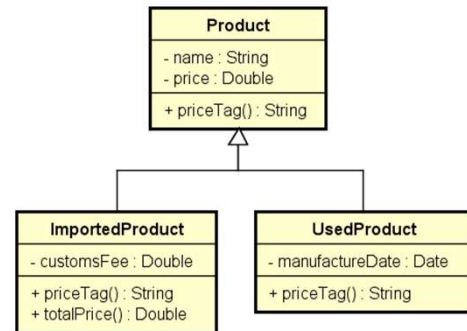 Product
- name : String
- price : Double
+ priceTag() : String
ImportedProduct
- customsFee : Double
+ priceTag() : String
+ totalPrice() : Double
UsedProduct
- manufactureDate : Date
+ priceTag() : String